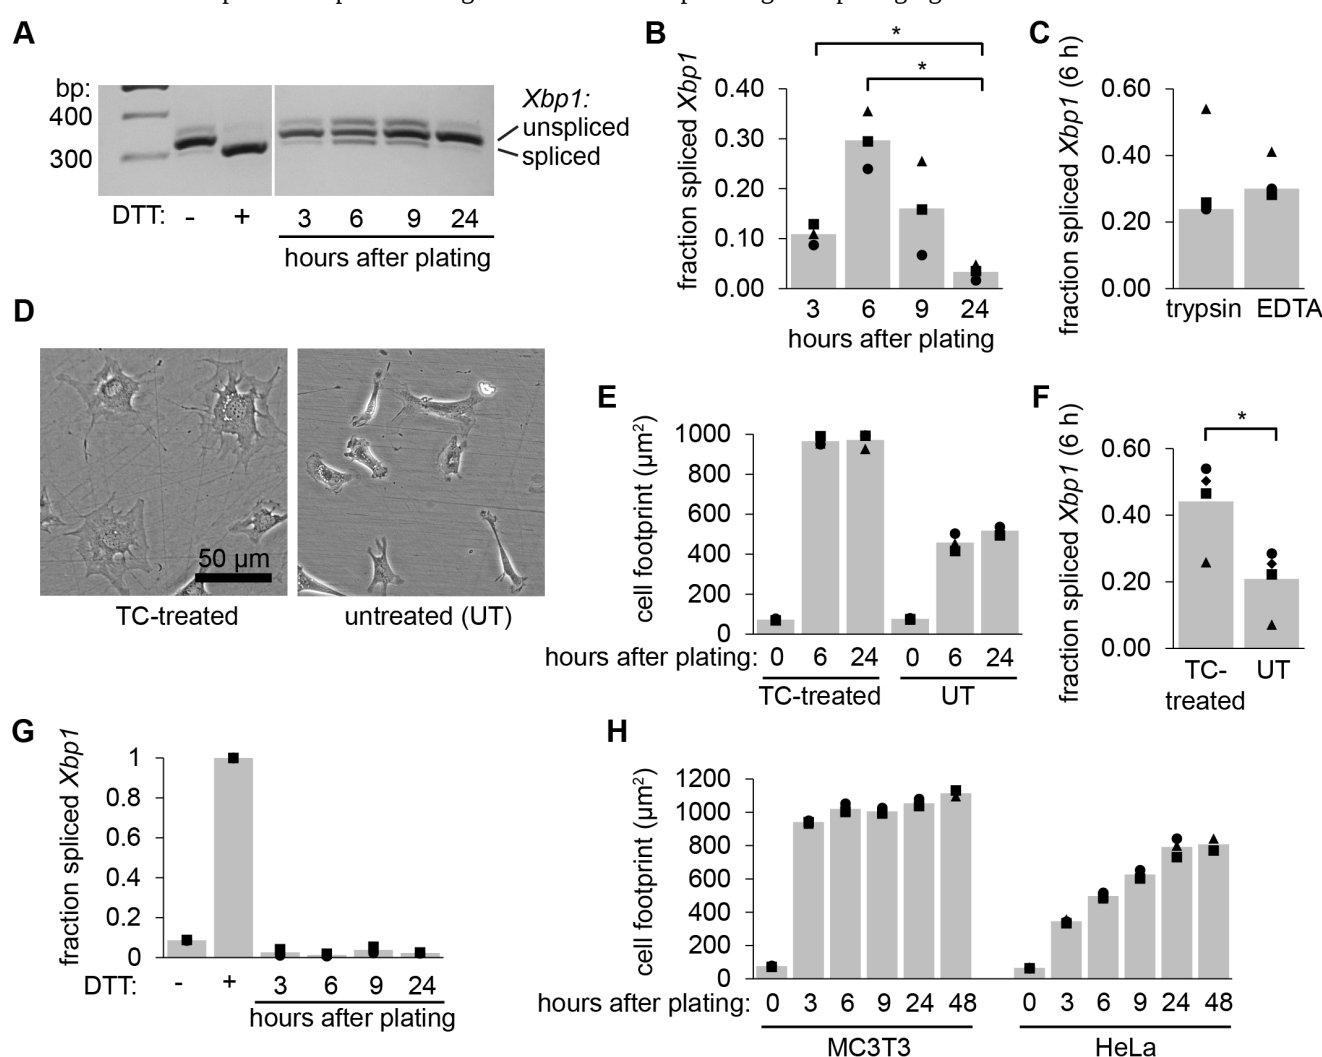 A
bp:
400
300
Xbp1:
unspliced
spliced
DTT: - + 3 6 9 24
hours after plating
B
fraction spliced Xbp1
0.40
0.30
0.20
0.10
0.00
*
*
3 6 9 24
hours after plating
C
fraction spliced Xbp1 (6 h)
0.60
0.40
0.20
0.00
trypsin EDTA
D
50 µm
TC-treated untreated (UT)
E
cell footprint (µm²)
1000
800
600
400
200
0
hours after plating: 0 6 24 0 6 24
TC-treated UT
F
fraction spliced Xbp1 (6 h)
0.60
0.40
0.20
0.00
*
TC-
treated
UT
G
fraction spliced Xbp1
1
0.8
0.6
0.4
0.2
0
DTT: - + 3 6 9 24
hours after plating
H
cell footprint (µm²)
1200
1000
800
600
400
200
0
hours after plating: 0 3 6 9 24 48 0 3 6 9 24 48
MC3T3 HeLa